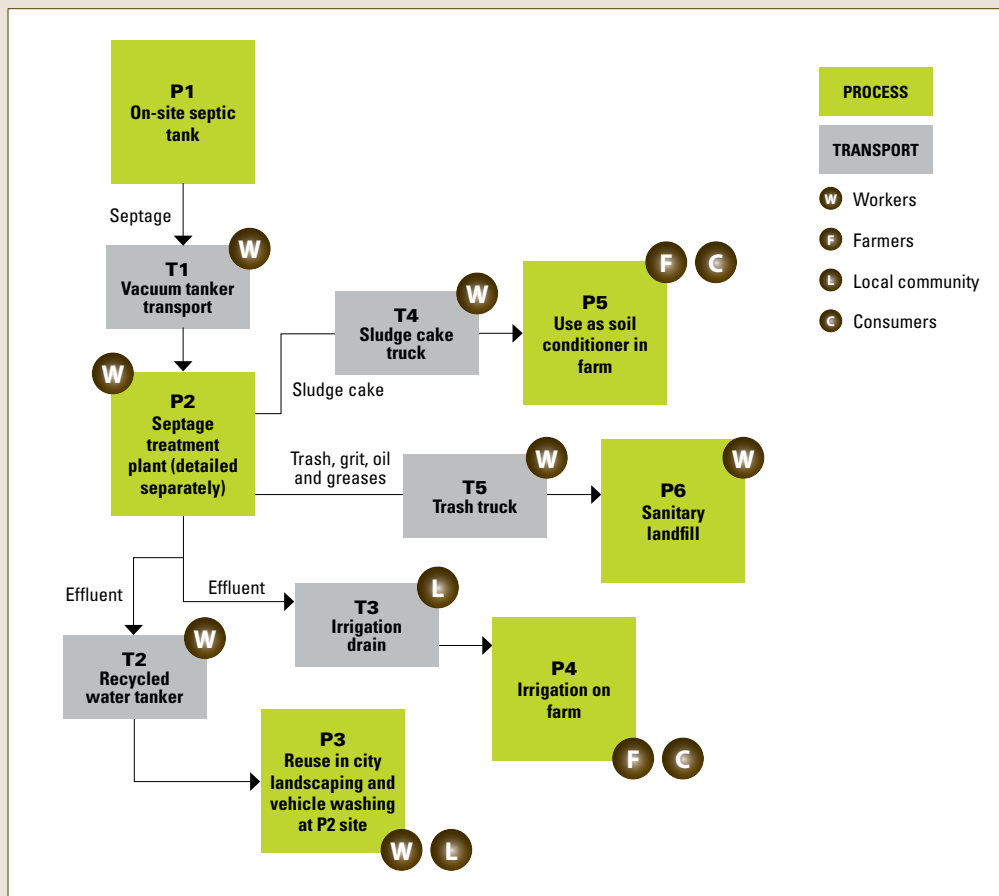 P1
On-site septic
tank
PROCESS
TRANSPORT
W Workers
F Farmers
L Local community
C Consumers
Septage
W
T1
Vacuum tanker
transport
W
T4
Sludge cake
truck
F C
P5
Use as soil
conditioner in
farm
Sludge cake
W
P2
Septage
treatment
plant (detailed
separately)
Trash, grit, oil
and greases
W
T5
Trash truck
W
P6
Sanitary
landfill
Effluent
Effluent
L
T3
Irrigation
drain
W
T2
Recycled
water tanker
P4
Irrigation on
farm
F C
P3
Reuse in city
landscaping and
vehicle washing
at P2 site
W L